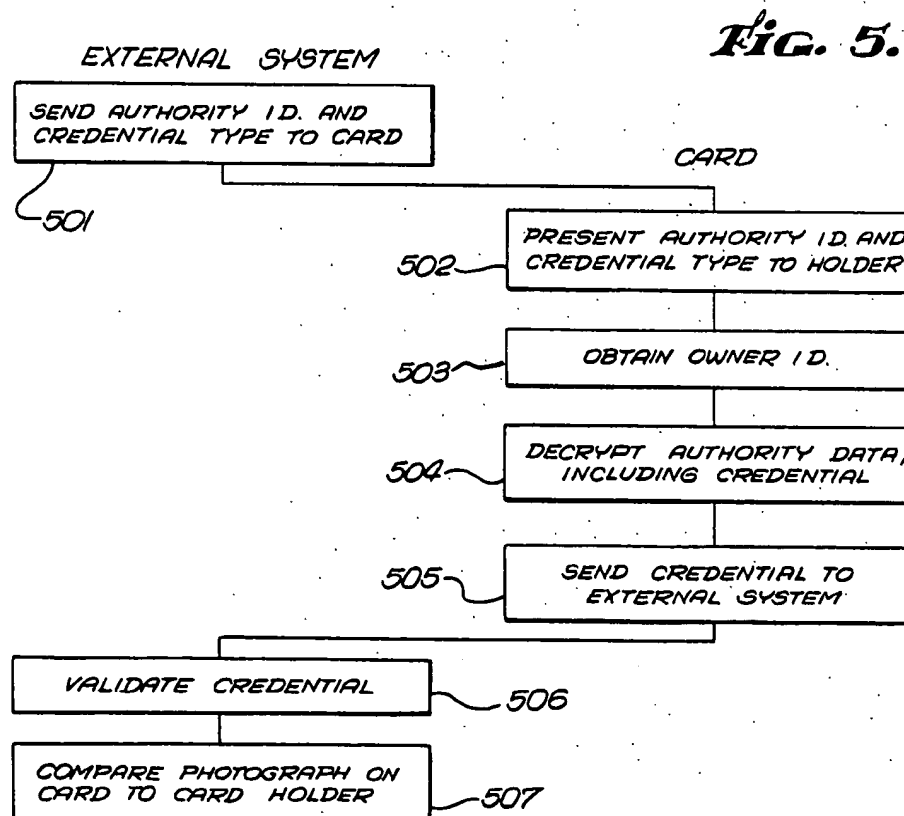 Fig. 5.
EXTERNAL SYSTEM
SEND AUTHORITY I.D. AND
CREDENTIAL TYPE TO CARD
501
CARD
PRESENT AUTHORITY I.D. AND
CREDENTIAL TYPE TO HOLDER
502
OBTAIN OWNER I.D.
503
DECRYPT AUTHORITY DATA,
INCLUDING CREDENTIAL
504
SEND CREDENTIAL TO
EXTERNAL SYSTEM
505
VALIDATE CREDENTIAL
506
COMPARE PHOTOGRAPH ON
CARD TO CARD HOLDER
507